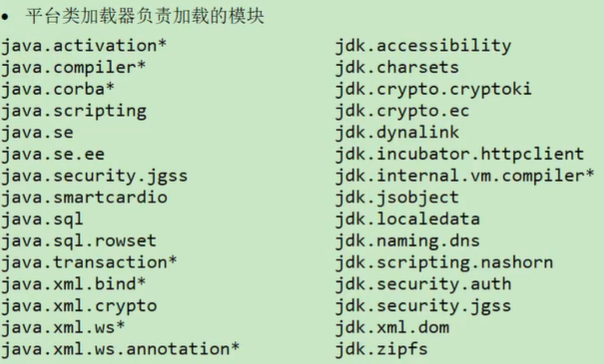 • 平台类加载器负责加载的模块
java.activation* jdk.accessibility
java.compiler* jdk.charsets
java.corba* jdk.crypto.cryptoki
java.scripting jdk.crypto.ec
java.se jdk.dynalink
java.se.ee jdk.incubator.httpclient
java.security.jgss jdk.internal.vm.compiler*
java.smartcardio jdk.jsobject
java.sql jdk.localedata
java.sql.rowset jdk.naming.dns
java.transaction* jdk.scripting.nashorn
java.xml.bind* jdk.security.auth
java.xml.crypto jdk.security.jgss
java.xml.ws* jdk.xml.dom
java.xml.ws.annotation* jdk.zipfs